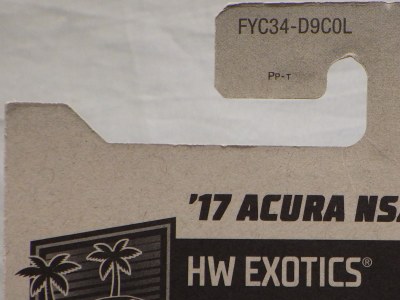 FYC34-D9C0L
PP-T
'17 ACURA NS
HW EXOTICS®